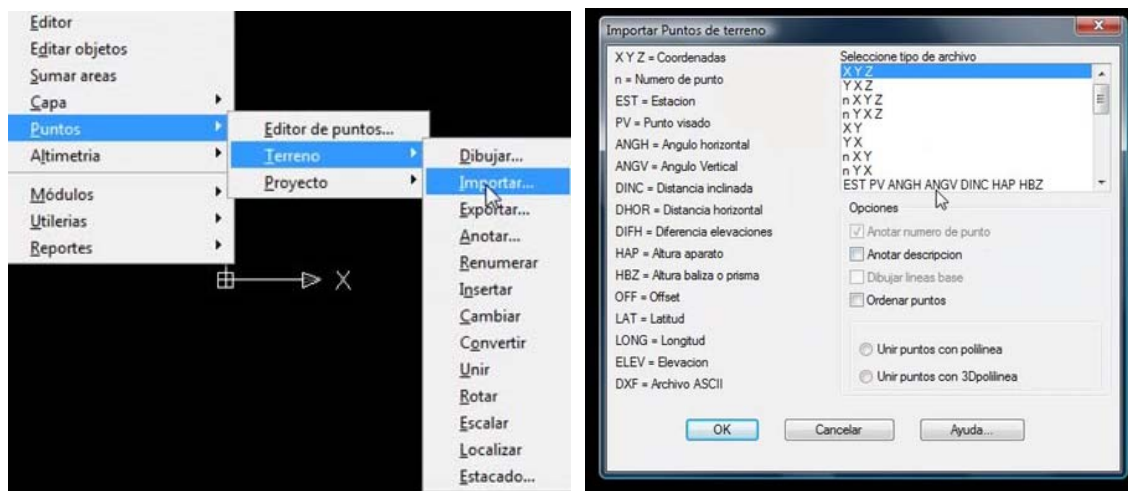 Editor
Editar objetos
Sumar areas
Capa
Puntos
Altimetria
Módulos
Utilerias
Reportes
Editor de puntos...
Terreno
Proyecto
Dibujar...
Importar...
Exportar...
Anotar...
Renumerar
Insertar
Cambiar
Convertir
Unir
Rotar
Escalar
Localizar
Estacado...
X
Importar Puntos de terreno
X Y Z = Coordenadas
n = Numero de punto
EST = Estacion
PV = Punto visado
ANGH = Angulo horizontal
ANGV = Angulo Vertical
DINC = Distancia inclinada
DHOR = Distancia horizontal
DIFH = Diferencia elevaciones
HAP = Altura aparato
HBZ = Altura baliza o prisma
OFF = Offset
LAT = Latitud
LONG = Longitud
ELEV = Elevacion
DXF = Archivo ASCII
Seleccione tipo de archivo
X Y Z
Y X Z
n X Y Z
n Y X Z
X Y
Y X
n X Y
n Y X
EST PV ANGH ANGV DINC HAP HBZ
Opciones
Anotar numero de punto
Anotar descripcion
Dibujar lineas base
Ordenar puntos
Unir puntos con polilinea
Unir puntos con 3Dpolilinea
OK
Cancelar
Ayuda...